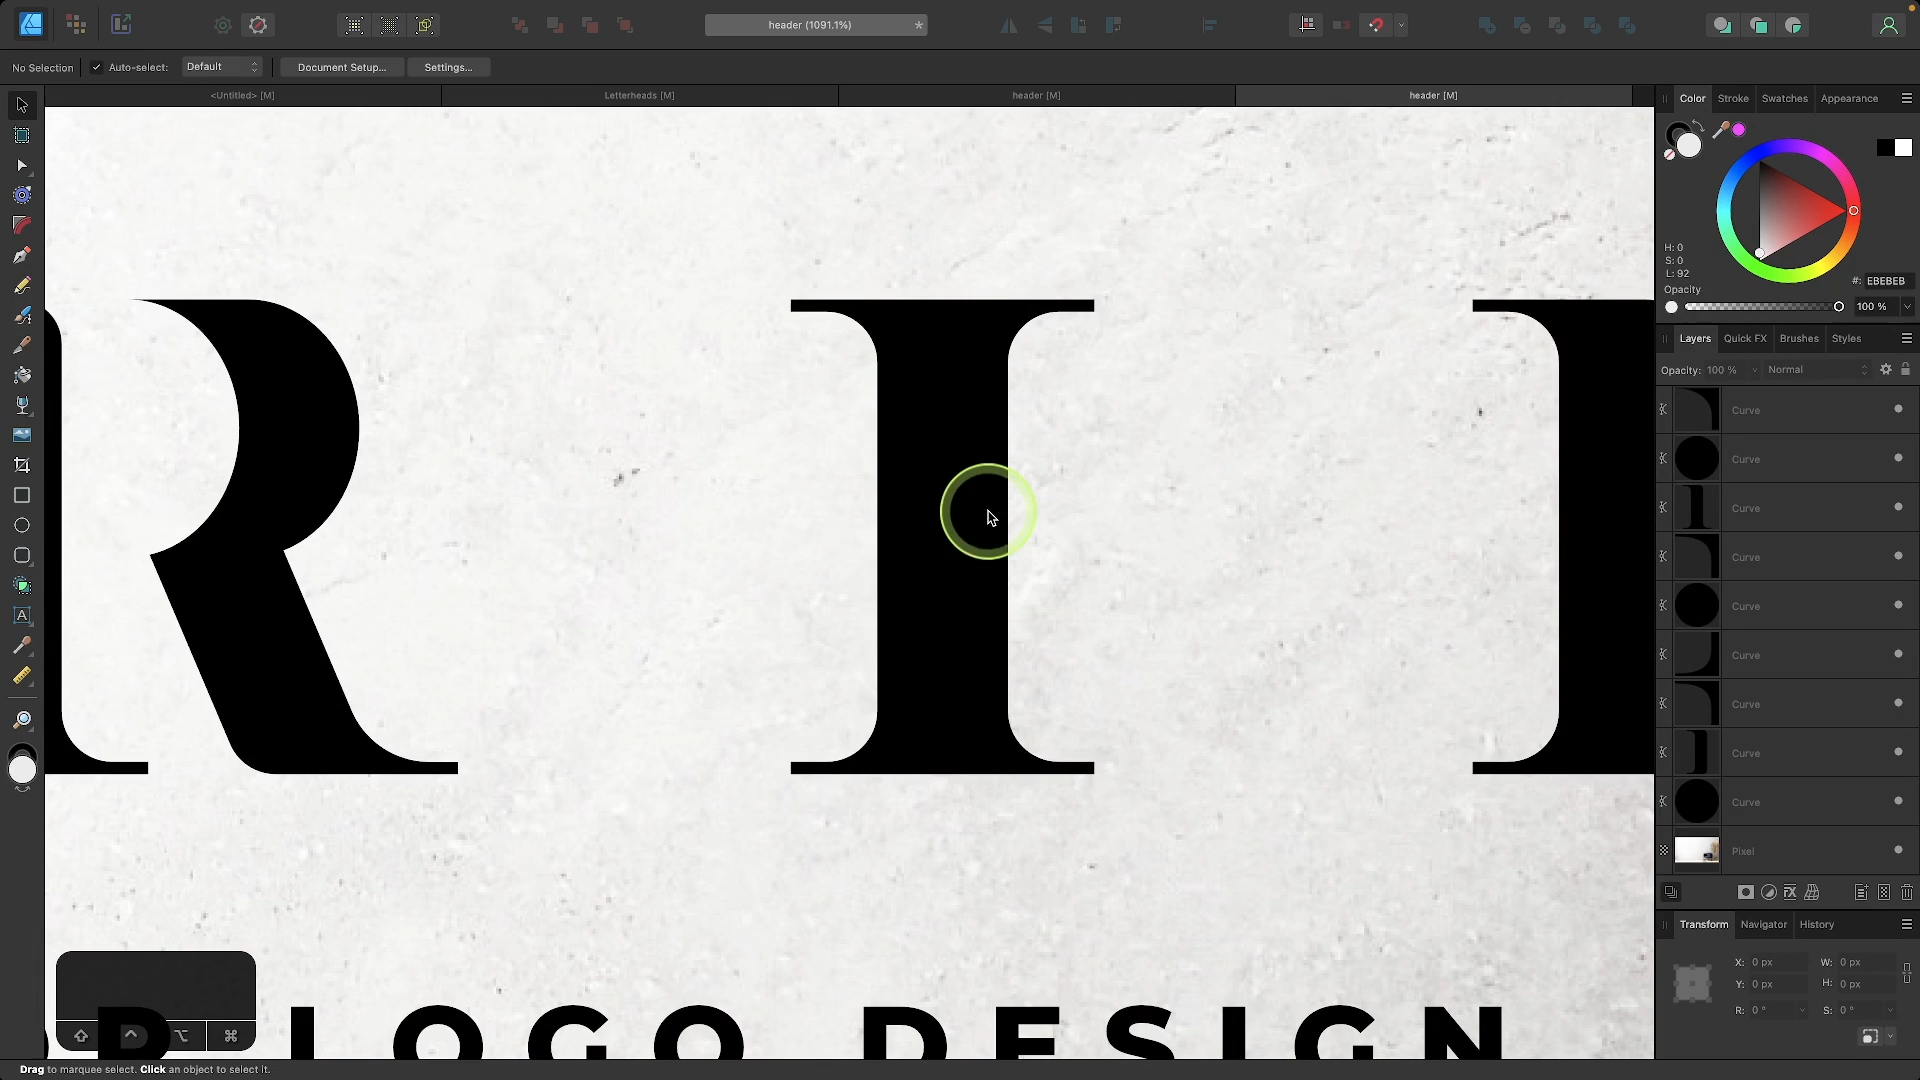 header (1091.1%)
*
No Selection
Auto-select:
Default
Document Setup...
Settings...
<Untitled> [M]
Letterheads [M]
header [M]
header [M]
Color
Stroke
Swatches
Appearance
H: 0
S: 0
L: 92
#:
EBEBEB
Opacity
100 %
Layers
Quick FX
Brushes
Styles
Opacity:
100 %
Normal
Curve
Curve
Curve
Curve
Curve
Curve
Curve
Curve
Curve
Pixel
R I
LOGO DESIGN
Transform
Navigator
History
X: 0 px
W: 0 px
Y: 0 px
H: 0 px
R: 0 °
S: 0 °
Drag to marquee select. Click an object to select it.